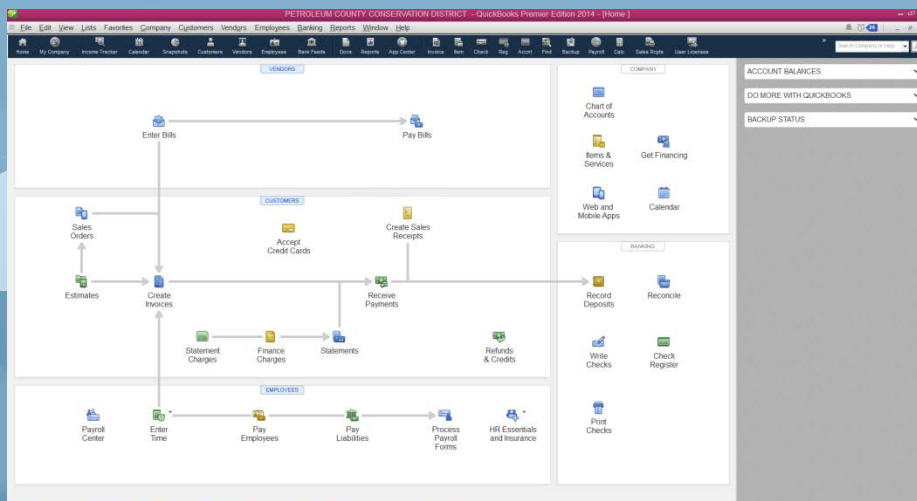 PETROLEUM COUNTY CONSERVATION DISTRICT - QuickBooks Premier Edition 2014 - [Home ]
File Edit View Lists Favorites Company Customers Vendors Employees Banking Reports Window Help
Home My Company Income Tracker Calendar Snapshots Customers Vendors Employees Bank Feeds Docs Reports App Center Invoice Item Check Reg Accnt Find Backup Payroll Calc Sales Rcpts User Licenses
Search Company or Help
VENDORS
Enter Bills
Pay Bills
CUSTOMERS
Sales
Orders
Accept
Credit Cards
Create Sales
Receipts
Estimates
Create
Invoices
Receive
Payments
Statement
Charges
Finance
Charges
Statements
Refunds
& Credits
EMPLOYEES
Payroll
Center
Enter
Time
Pay
Employees
Pay
Liabilities
Process
Payroll
Forms
HR Essentials
and Insurance
COMPANY
Chart of
Accounts
Items &
Services
Get Financing
Web and
Mobile Apps
Calendar
BANKING
Record
Deposits
Reconcile
Write
Checks
Check
Register
Print
Checks
ACCOUNT BALANCES
DO MORE WITH QUICKBOOKS
BACKUP STATUS